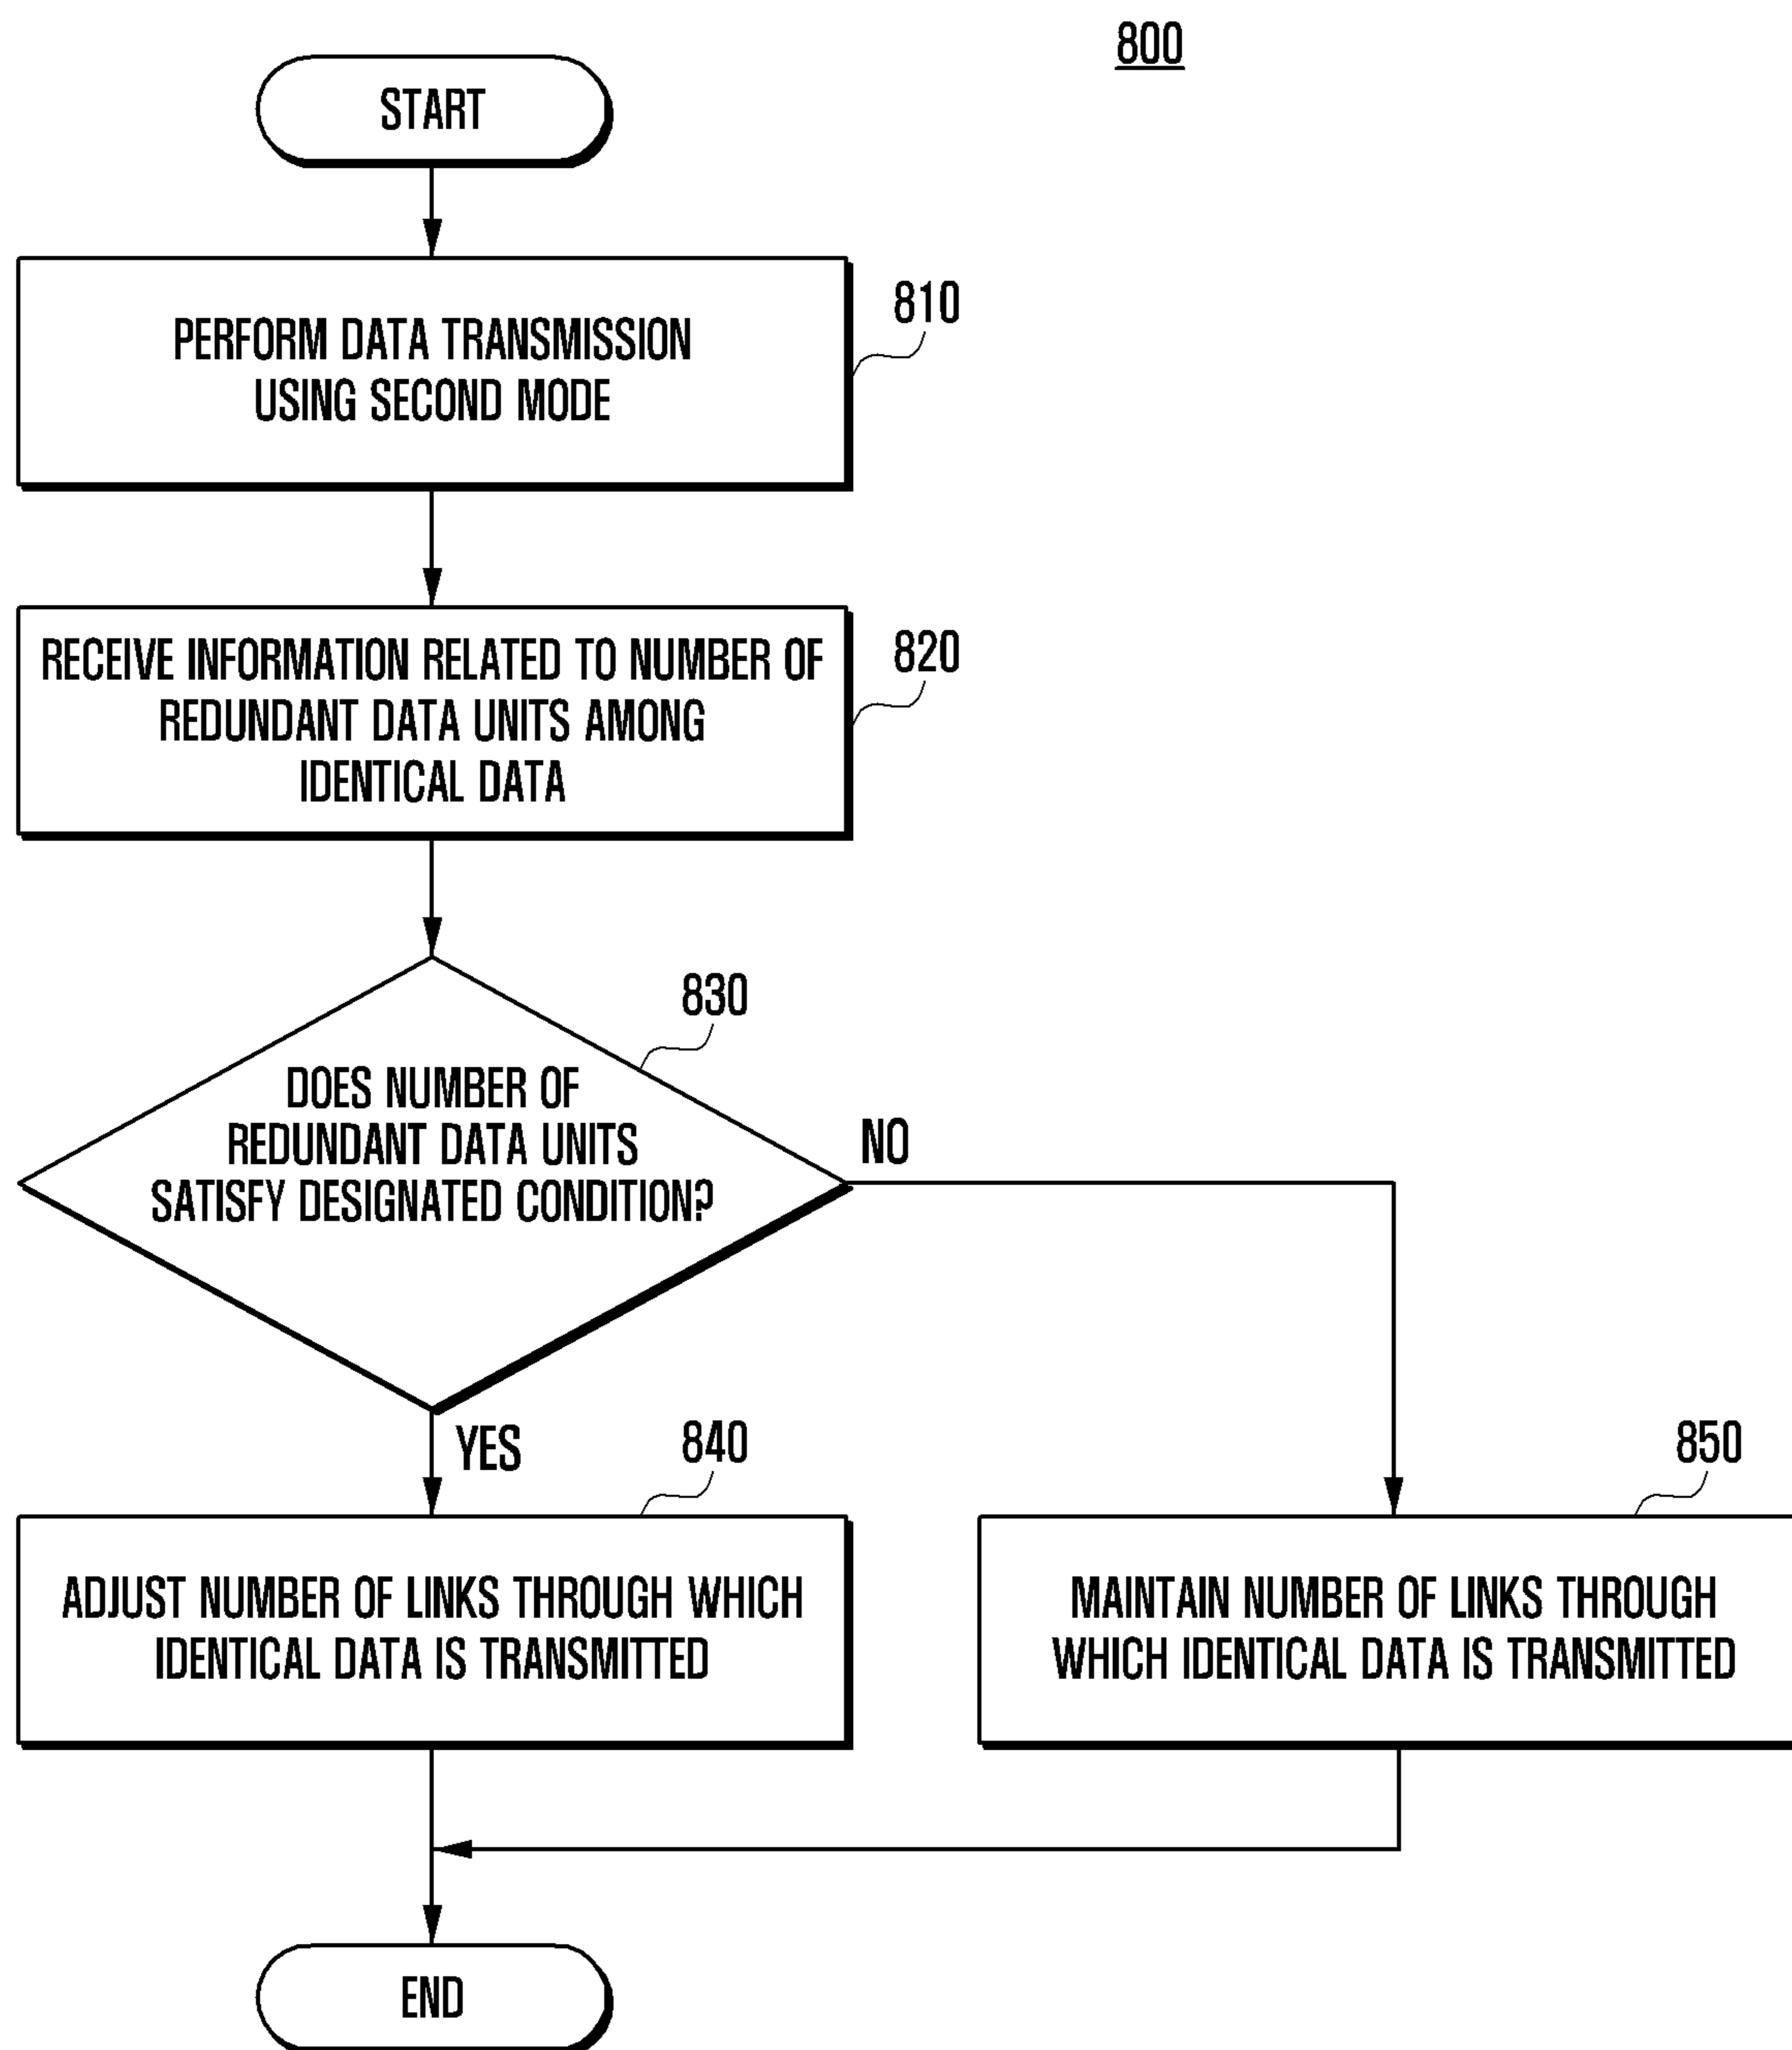 800
START
PERFORM DATA TRANSMISSION
USING SECOND MODE
810
RECEIVE INFORMATION RELATED TO NUMBER OF
REDUNDANT DATA UNITS AMONG
IDENTICAL DATA
820
830
DOES NUMBER OF
REDUNDANT DATA UNITS
SATISFY DESIGNATED CONDITION?
NO
YES
840
850
ADJUST NUMBER OF LINKS THROUGH WHICH
IDENTICAL DATA IS TRANSMITTED
MAINTAIN NUMBER OF LINKS THROUGH
WHICH IDENTICAL DATA IS TRANSMITTED
END